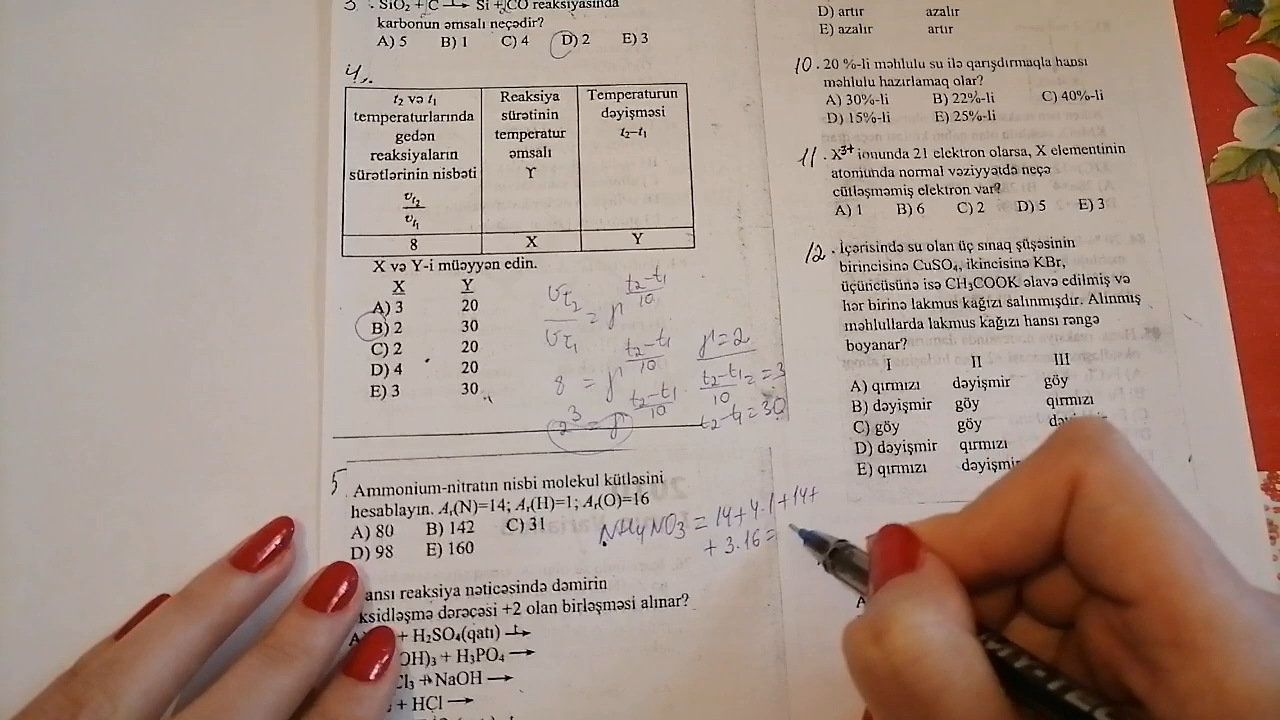 3. SiO₂ + C → Si + CO reaksiyasında
karbonun əmsalı neçədir?
A) 5 B) 1 C) 4 D) 2 E) 3
4.
t₂ və t₁
temperaturlarında
gedən
reaksiyaların
sürətlərinin nisbəti
υt₂
υt₁
Reaksiya
sürətinin
temperatur
əmsalı
ϒ
Temperaturun
dəyişməsi
t₂–t₁
8 X Y
X və Y-i müəyyən edin.
X Y
A) 3 20
B) 2 30
C) 2 20
D) 4 20
E) 3 30
υt₂/υt₁ = γ^((t₂-t₁)/10)
8 = γ^((t₂-t₁)/10)
2³ = γ^((t₂-t₁)/10)
γ = 2
(t₂-t₁)/10 = 3
t₂-t₁ = 30
5. Ammonium-nitratın nisbi molekul kütləsini
hesablayın. Aᵣ(N)=14; Aᵣ(H)=1; Aᵣ(O)=16
A) 80 B) 142 C) 31
D) 98 E) 160
NH₄NO₃ = 14+4·1+14+
+ 3·16 =
ansı reaksiya nəticəsində dəmirin
ksidləşmə dərəcəsi +2 olan birləşməsi alınar?
+ H₂SO₄(qatı) →
OH)₃ + H₃PO₄ →
Cl₃ + NaOH →
+ HCl →
D) artır azalır
E) azalır artır
10. 20 %-li məhlulu su ilə qarışdırmaqla hansı
məhlulu hazırlamaq olar?
A) 30%-li B) 22%-li C) 40%-li
D) 15%-li E) 25%-li
11. X³⁺ ionunda 21 elektron olarsa, X elementinin
atomunda normal vəziyyətdə neçə
cütləşməmiş elektron var?
A) 1 B) 6 C) 2 D) 5 E) 3
12. İçərisində su olan üç sınaq şüşəsinin
birincisinə CuSO₄, ikincisinə KBr,
üçüncüsünə isə CH₃COOK əlavə edilmiş və
hər birinə lakmus kağızı salınmışdır. Alınmış
məhlullarda lakmus kağızı hansı rəngə
boyanar?
I II III
A) qırmızı dəyişmir göy
B) dəyişmir göy qırmızı
C) göy göy
D) dəyişmir qırmızı
E) qırmızı dəyişmi